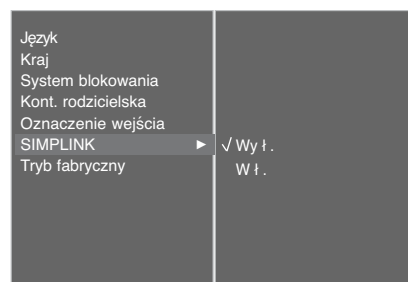 Język
Kraj
System blokowania
Kont. rodzicielska
Oznaczenie wejścia
SIMPLINK ►
Tryb fabryczny
√ Wy ł .
W ł .